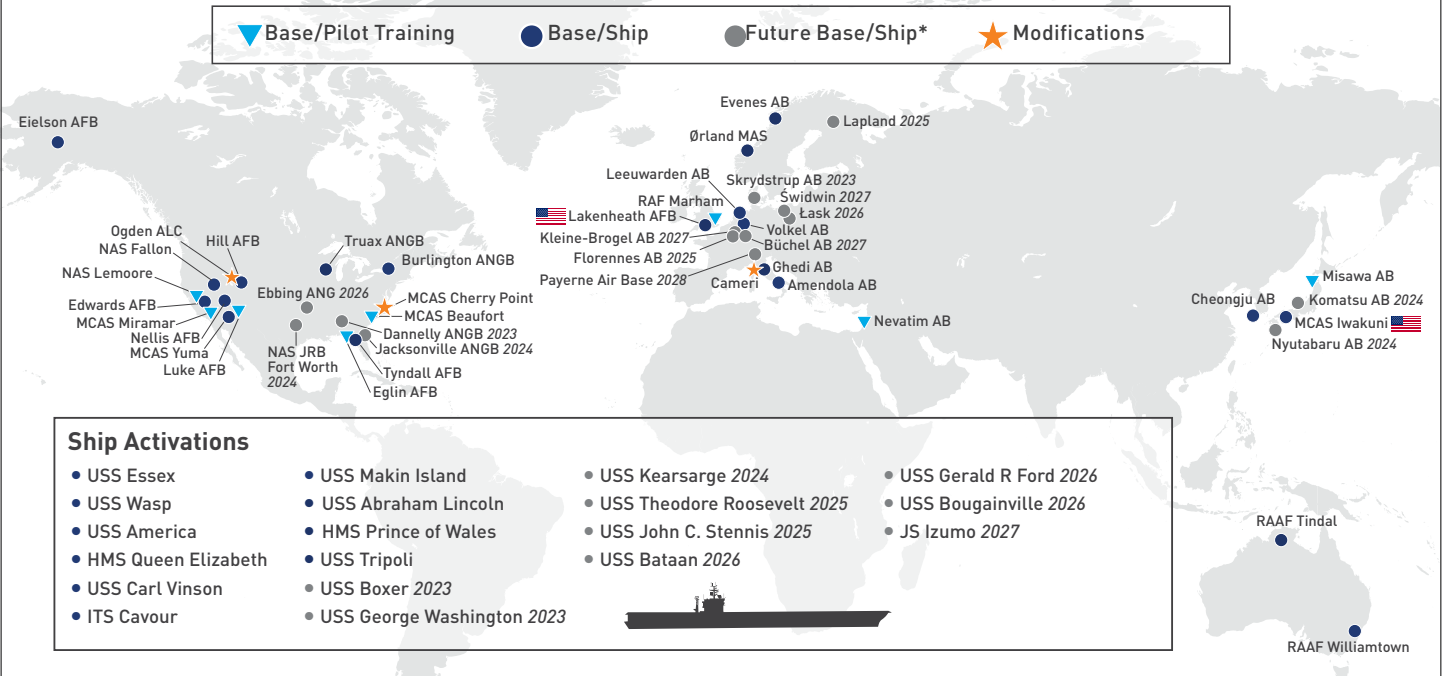 Base/Pilot Training
Base/Ship
Future Base/Ship*
Modifications
Eielson AFB
Evenes AB
Lapland 2025
Ørland MAS
Leeuwarden AB
Skrydstrup AB 2023
RAF Marham
Świdwin 2027
Łask 2026
Lakenheath AFB
Volkel AB
Kleine-Brogel AB 2027
Büchel AB 2027
Florennes AB 2025
Payerne Air Base 2028
Ghedi AB
Cameri
Amendola AB
Nevatim AB
Ogden ALC
Hill AFB
NAS Fallon
NAS Lemoore
Edwards AFB
MCAS Miramar
Nellis AFB
MCAS Yuma
Luke AFB
Truax ANGB
Burlington ANGB
Ebbing ANG 2026
MCAS Cherry Point
MCAS Beaufort
Dannelly ANGB 2023
Jacksonville ANGB 2024
NAS JRB
Fort Worth
2024
Tyndall AFB
Eglin AFB
Misawa AB
Cheongju AB
Komatsu AB 2024
MCAS Iwakuni
Nyutabaru AB 2024
Ship Activations
USS Essex
USS Wasp
USS America
HMS Queen Elizabeth
USS Carl Vinson
ITS Cavour
USS Makin Island
USS Abraham Lincoln
HMS Prince of Wales
USS Tripoli
USS Boxer 2023
USS George Washington 2023
USS Kearsarge 2024
USS Theodore Roosevelt 2025
USS John C. Stennis 2025
USS Bataan 2026
USS Gerald R Ford 2026
USS Bougainville 2026
JS Izumo 2027
RAAF Tindal
RAAF Williamtown